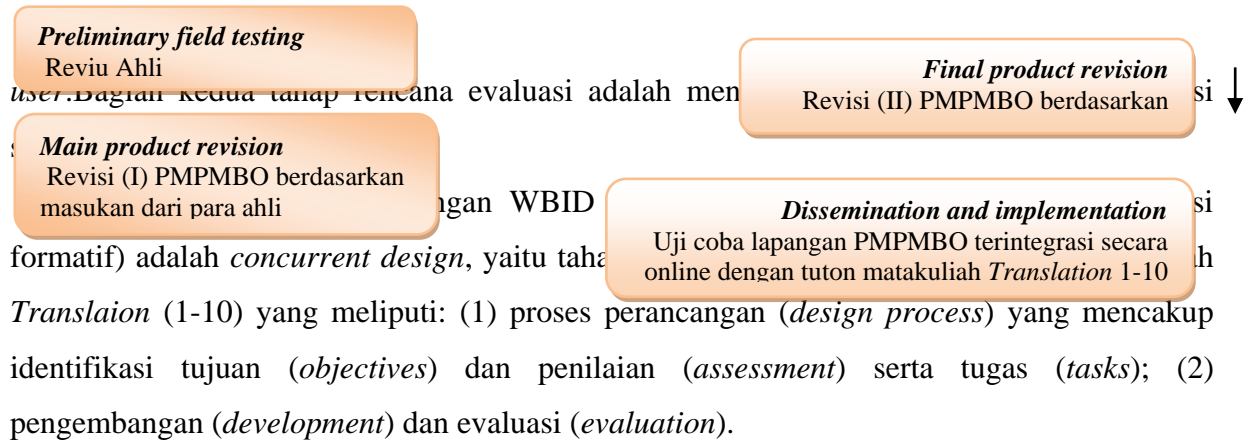 Preliminary field testing
Reviu Ahli
Final product revision
Revisi (II) PMPMBO berdasarkan
user.Bagian kedua tahap rencana evaluasi adalah men si
Main product revision
Revisi (I) PMPMBO berdasarkan
masukan dari para ahli
ngan WBID si
Dissemination and implementation
Uji coba lapangan PMPMBO terintegrasi secara
online dengan tuton matakuliah Translation 1-10
formatif) adalah concurrent design, yaitu taha h
Translaion (1-10) yang meliputi: (1) proses perancangan (design process) yang mencakup
identifikasi tujuan (objectives) dan penilaian (assessment) serta tugas (tasks); (2)
pengembangan (development) dan evaluasi (evaluation).